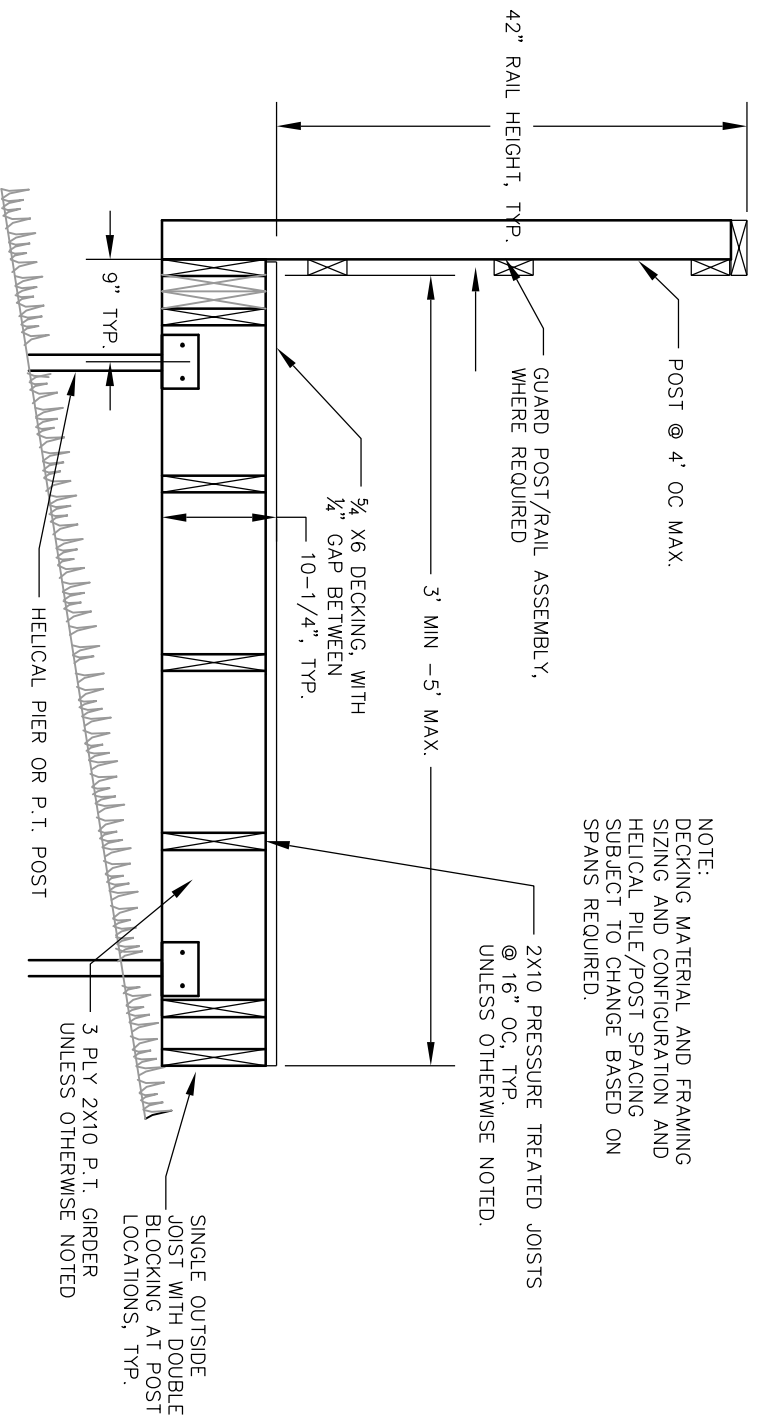 NOTE:
DECKING MATERIAL AND FRAMING
SIZING AND CONFIGURATION AND
HELICAL PILE/POST SPACING
SUBJECT TO CHANGE BASED ON
SPANS REQUIRED.
POST @ 4' OC MAX.
42" RAIL HEIGHT, TYP.
GUARD POST/RAIL ASSEMBLY,
WHERE REQUIRED
2X10 PRESSURE TREATED JOISTS
@ 16" OC, TYP.
UNLESS OTHERWISE NOTED.
3' MIN -5' MAX.
5/4 X6 DECKING, WITH
1/4" GAP BETWEEN
10-1/4", TYP.
9" TYP.
SINGLE OUTSIDE
JOIST WITH DOUBLE
BLOCKING AT POST
LOCATIONS, TYP.
3 PLY 2X10 P.T. GIRDER
UNLESS OTHERWISE NOTED
HELICAL PIER OR P.T. POST